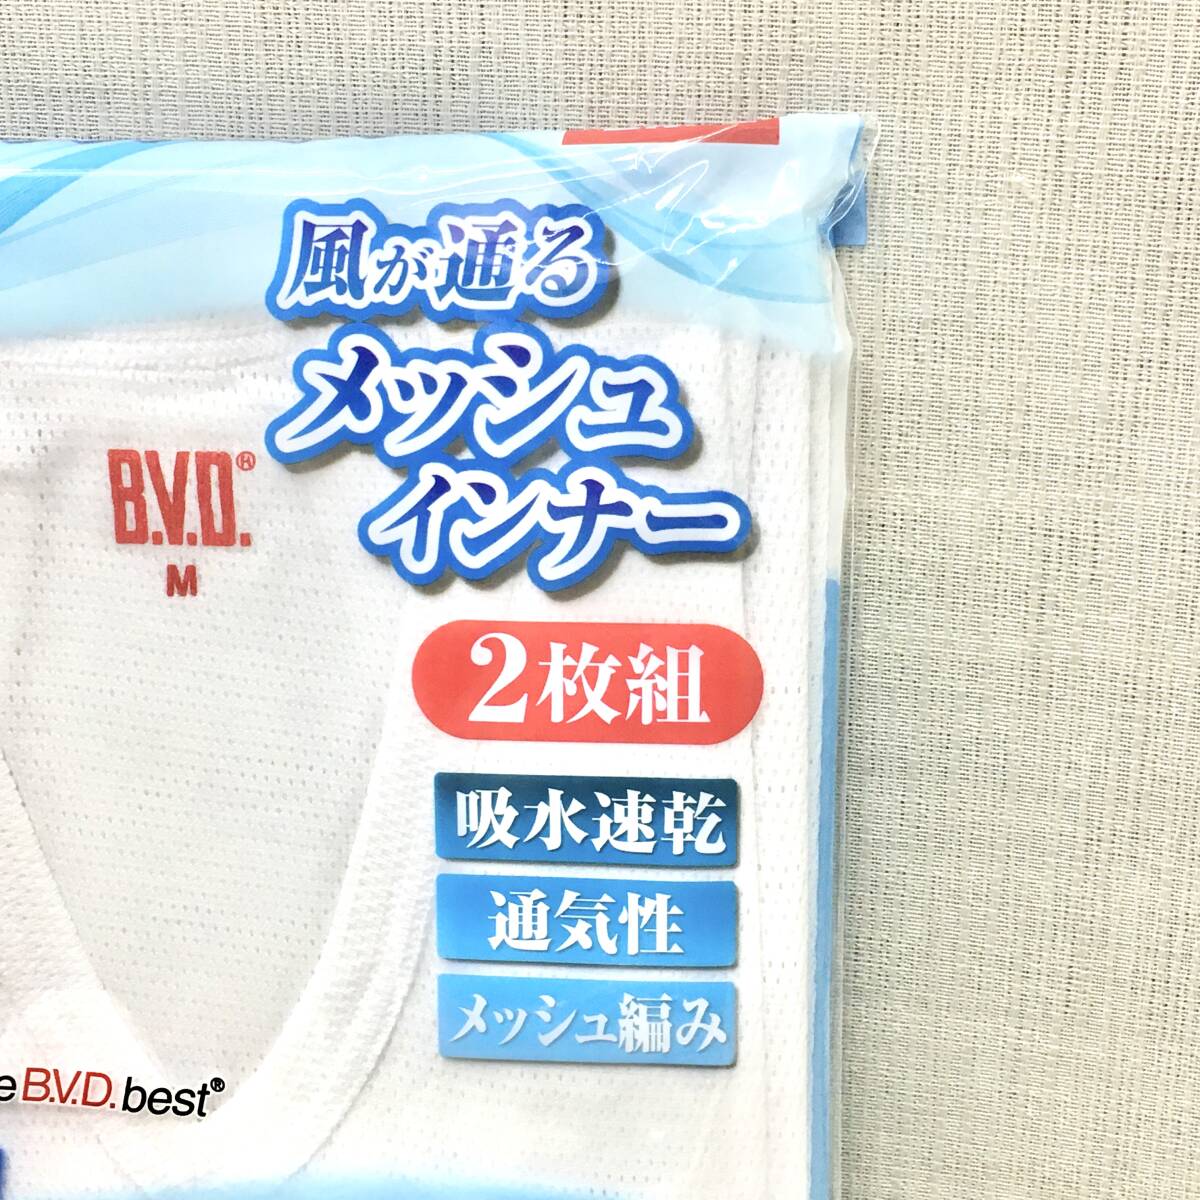 風が通る
メッシュ
インナー
B.V.D.®
M
2枚組
吸水速乾
通気性
メッシュ編み
B.V.D. best®